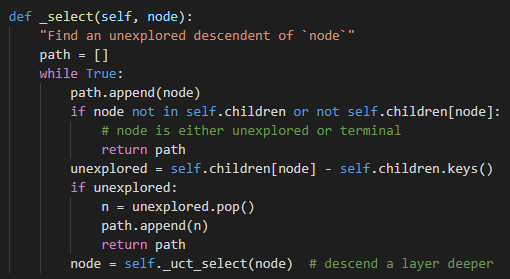 def _select(self, node):
    "Find an unexplored descendent of `node`"
    path = []
    while True:
        path.append(node)
        if node not in self.children or not self.children[node]:
            # node is either unexplored or terminal
            return path
        unexplored = self.children[node] - self.children.keys()
        if unexplored:
            n = unexplored.pop()
            path.append(n)
            return path
        node = self._uct_select(node)  # descend a layer deeper